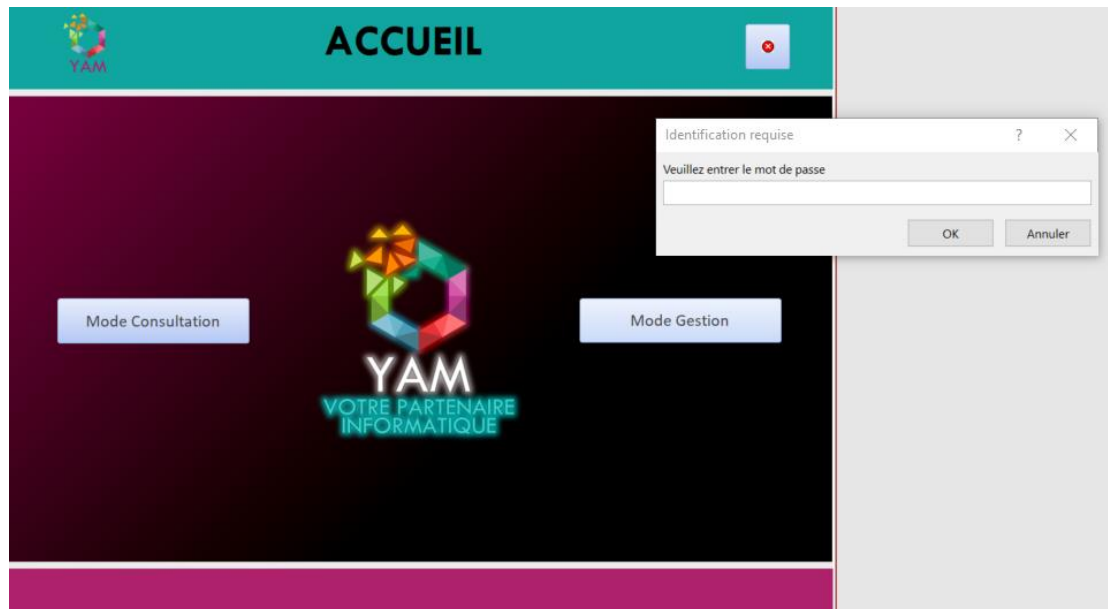 YAM
ACCUEIL
Identification requise
?
Veuillez entrer le mot de passe
OK
Annuler
Mode Consultation
Mode Gestion
YAM
VOTRE PARTENAIRE
INFORMATIQUE